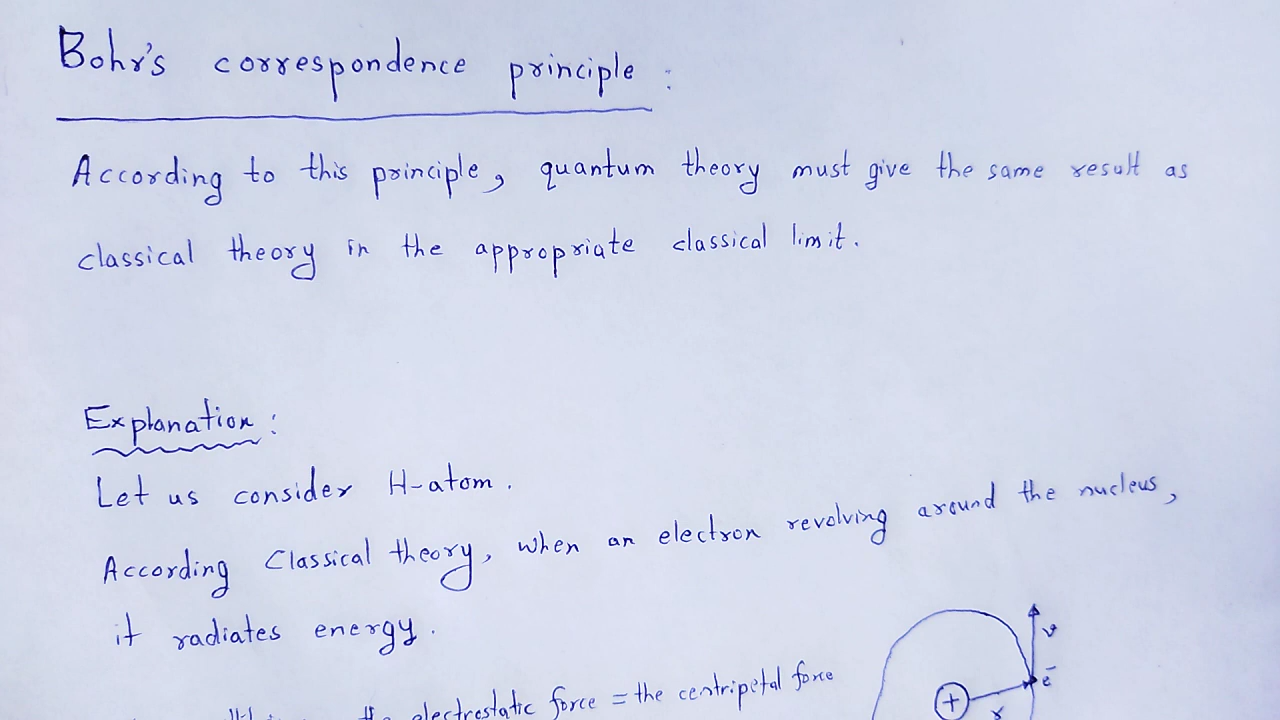 Bohr's correspondence principle :
According to this principle, quantum theory must give the same result as
classical theory in the appropriate classical limit.
Explanation :
Let us consider H-atom.
According Classical theory, when an electron revolving around the nucleus,
it radiates energy.
the electrostatic force = the centripetal force
v
e⁻
+
r